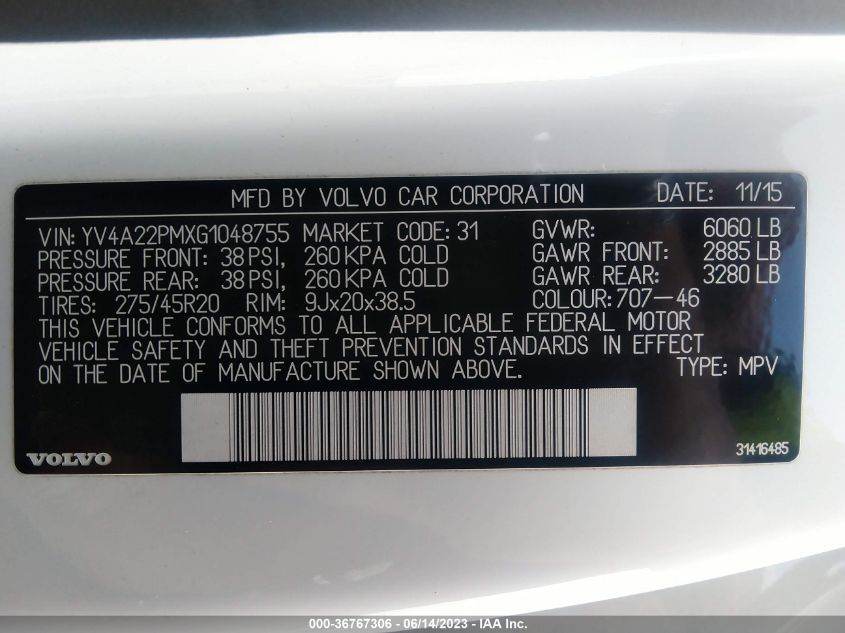 MFD BY VOLVO CAR CORPORATION DATE: 11/15
VIN: YV4A22PMXG1048755 MARKET CODE: 31 GVWR: 6060 LB
PRESSURE FRONT: 38 PSI, 260 KPA COLD GAWR FRONT: 2885 LB
PRESSURE REAR: 38 PSI, 260 KPA COLD GAWR REAR: 3280 LB
TIRES: 275/45R20 RIM: 9Jx20x38.5 COLOUR: 707-46
THIS VEHICLE CONFORMS TO ALL APPLICABLE FEDERAL MOTOR
VEHICLE SAFETY AND THEFT PREVENTION STANDARDS IN EFFECT
ON THE DATE OF MANUFACTURE SHOWN ABOVE. TYPE: MPV
VOLVO 31416485
000-36767306 - 06/14/2023 - IAA Inc.